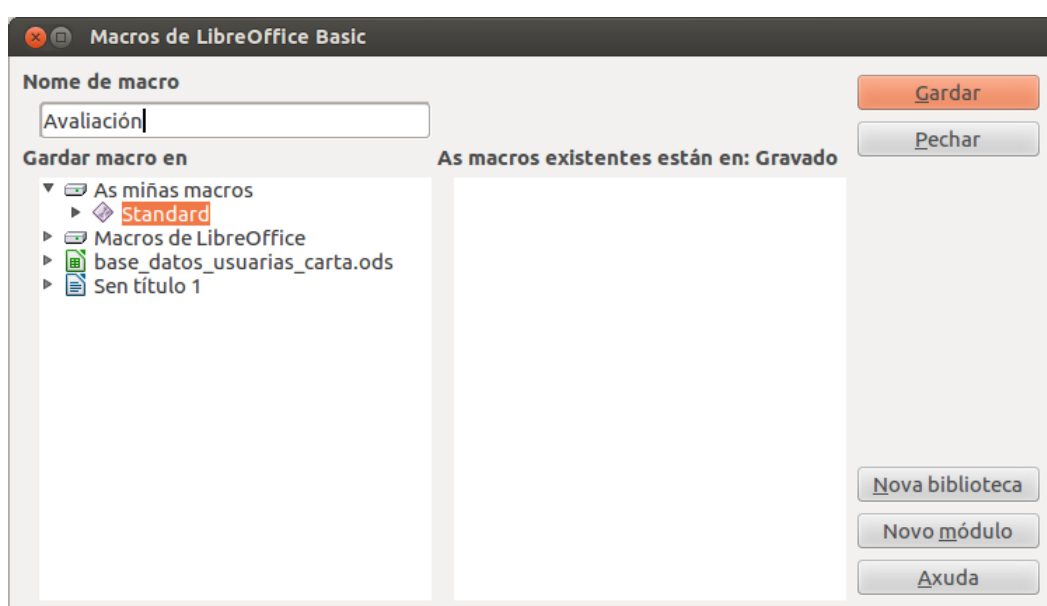 Macros de LibreOffice Basic
Nome de macro
Avaliación
Gardar macro en
As macros existentes están en: Gravado
As miñas macros
Standard
Macros de LibreOffice
base_datos_usuarias_carta.ods
Sen título 1
Gardar
Pechar
Nova biblioteca
Novo módulo
Axuda